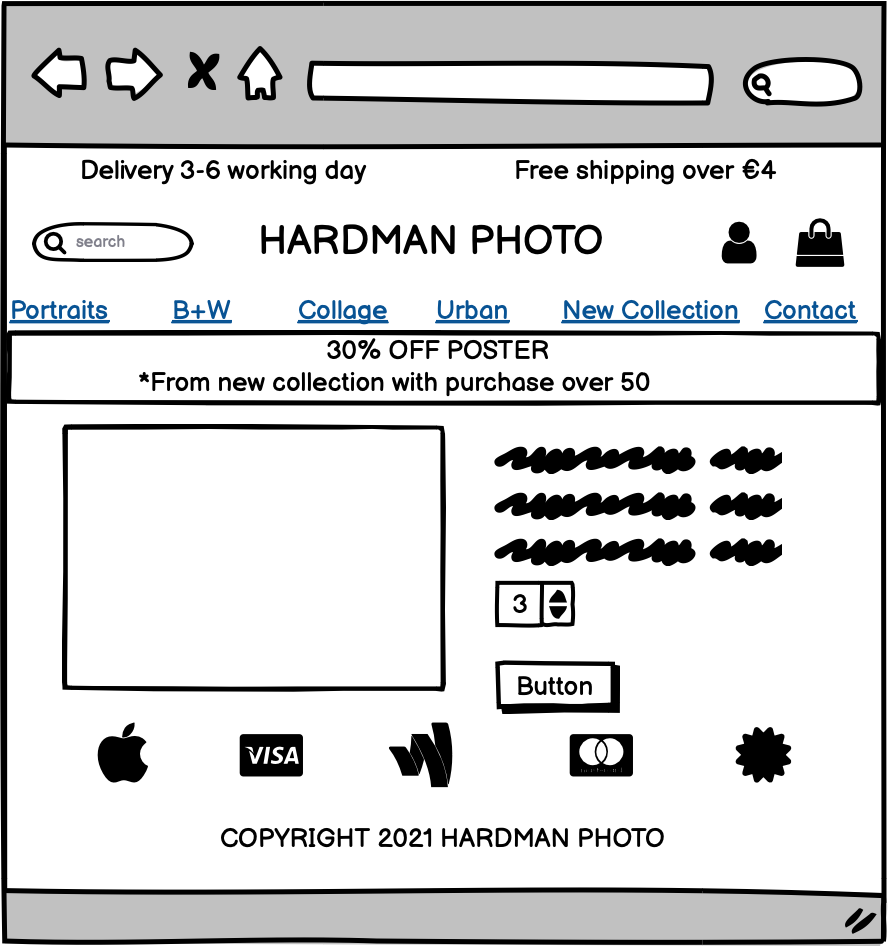 Delivery 3-6 working day
Free shipping over €4
search
HARDMAN PHOTO
Portraits B+W Collage Urban New Collection Contact
30% OFF POSTER
*From new collection with purchase over 50
3
Button
VISA
COPYRIGHT 2021 HARDMAN PHOTO